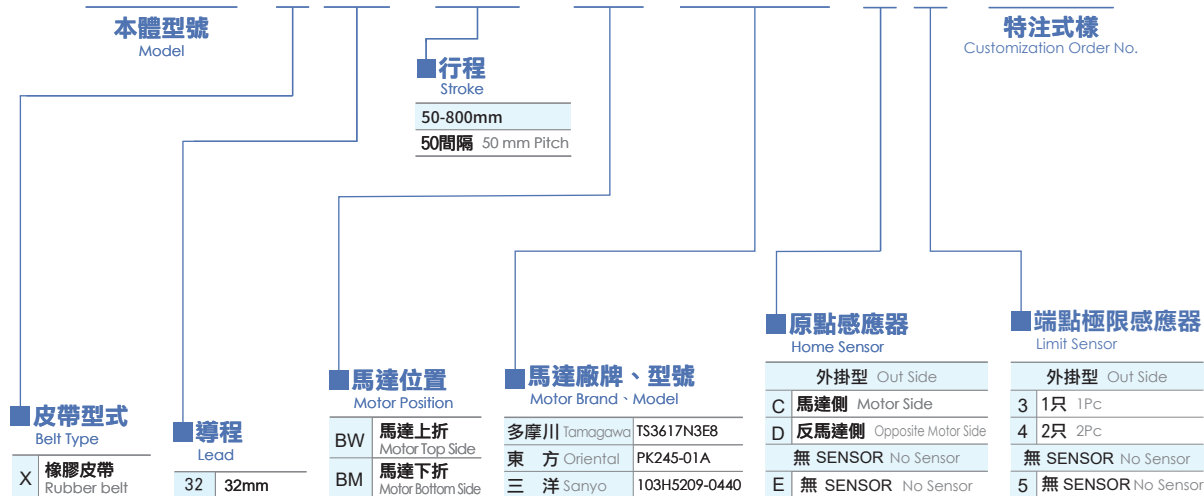 本體型號
Model
特注式樣
Customization Order No.
行程
Stroke
50-800mm
50間隔 50 mm Pitch
原點感應器
Home Sensor
外掛型 Out Side
C 馬達側 Motor Side
D 反馬達側 Opposite Motor Side
無 SENSOR No Sensor
E 無 SENSOR No Sensor
端點極限感應器
Limit Sensor
外掛型 Out Side
3 1只 1Pc
4 2只 2Pc
無 SENSOR No Sensor
5 無 SENSOR No Sensor
馬達位置
Motor Position
BW 馬達上折
Motor Top Side
BM 馬達下折
Motor Bottom Side
馬達廠牌、型號
Motor Brand、Model
多摩川 Tamagawa TS3617N3E8
東 方 Oriental PK245-01A
三 洋 Sanyo 103H5209-0440
皮帶型式
Belt Type
X 橡膠皮帶
Rubber belt
導程
Lead
32 32mm